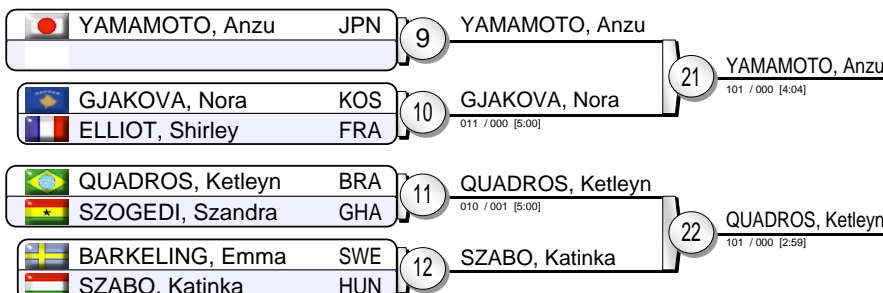 YAMAMOTO, Anzu JPN
9
YAMAMOTO, Anzu
21
YAMAMOTO, Anzu
101 / 000 [4:04]
GJAKOVA, Nora KOS
ELLIOT, Shirley FRA
10
GJAKOVA, Nora
011 / 000 [5:00]
QUADROS, Ketleyn BRA
SZOGEDI, Szandra GHA
11
QUADROS, Ketleyn
010 / 001 [5:00]
22
QUADROS, Ketleyn
101 / 000 [2:59]
BARKELING, Emma SWE
SZABO, Katinka HUN
12
SZABO, Katinka